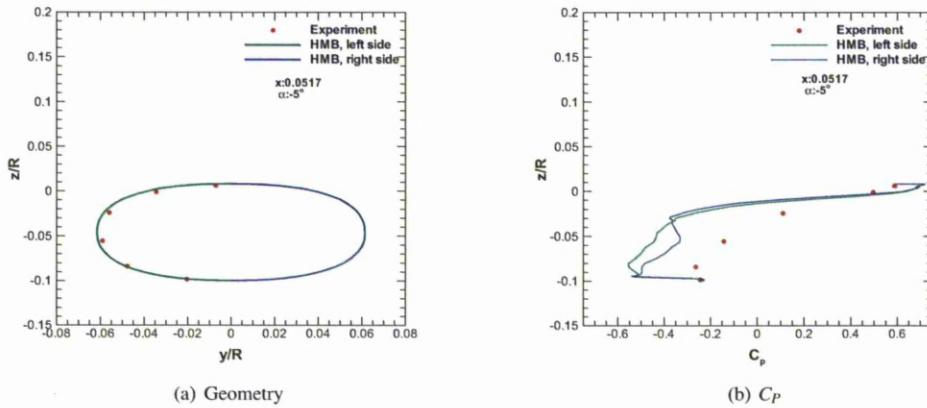 0.2
0.15
0.1
0.05
0
-0.05
-0.1
-0.15
z/R
-0.08 -0.06 -0.04 -0.02 0 0.02 0.04 0.06 0.08
y/R
Experiment
HMB, left side
HMB, right side
x:0.0517
α:-5°
(a) Geometry
0.2
0.15
0.1
0.05
0
-0.05
-0.1
-0.15
z/R
-0.6 -0.4 -0.2 0 0.2 0.4 0.6
Cp
Experiment
HMB, left side
HMB, right side
x:0.0517
α:-5°
(b) CP